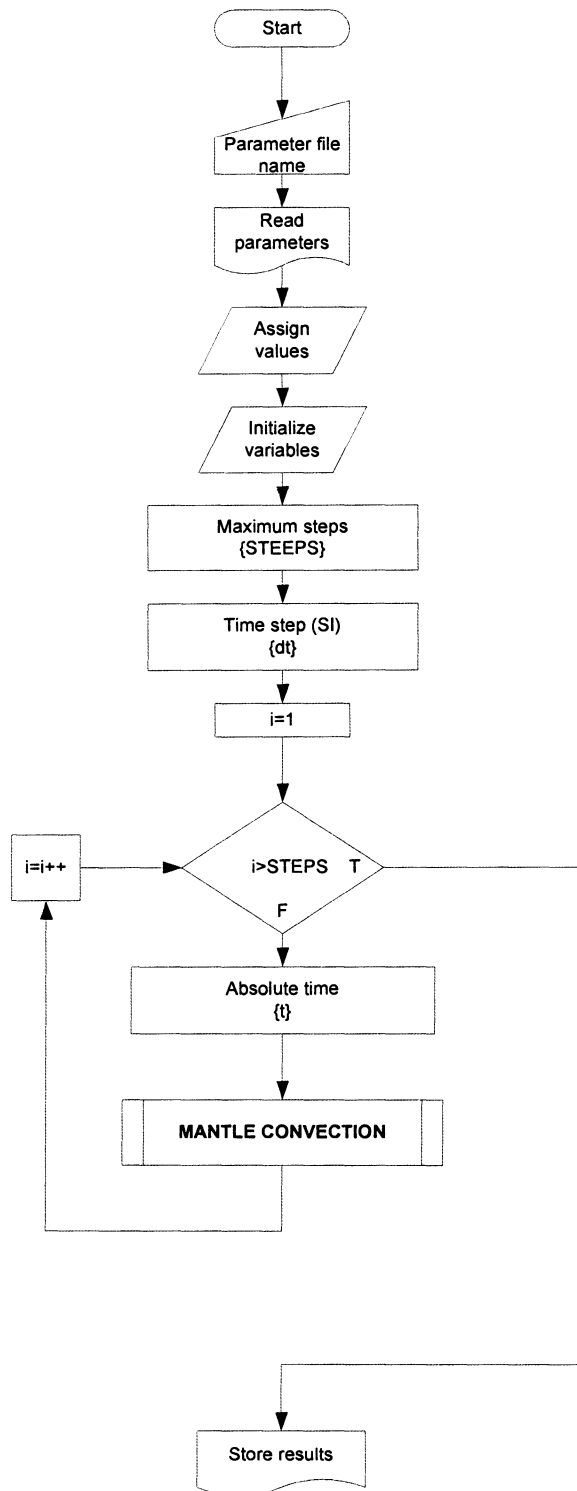 Start
Parameter file
name
Read
parameters
Assign
values
Initialize
variables
Maximum steps
{STEEPS}
Time step (SI)
{dt}
i=1
i=i++
i>STEPS T
F
Absolute time
{t}
MANTLE CONVECTION
Store results